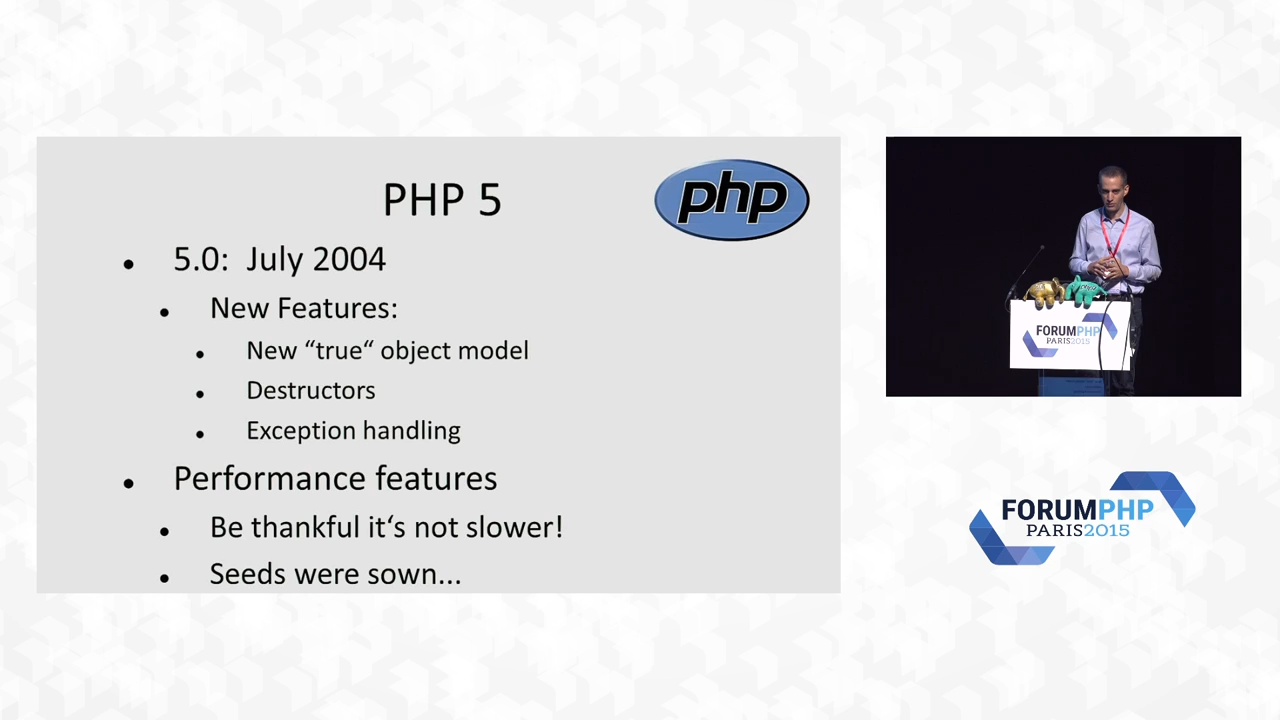 PHP 5
php
5.0: July 2004
New Features:
New “true“ object model
Destructors
Exception handling
Performance features
Be thankful it‘s not slower!
Seeds were sown...
FORUMPHP
PARIS2015
FORUMPHP
PARIS2015